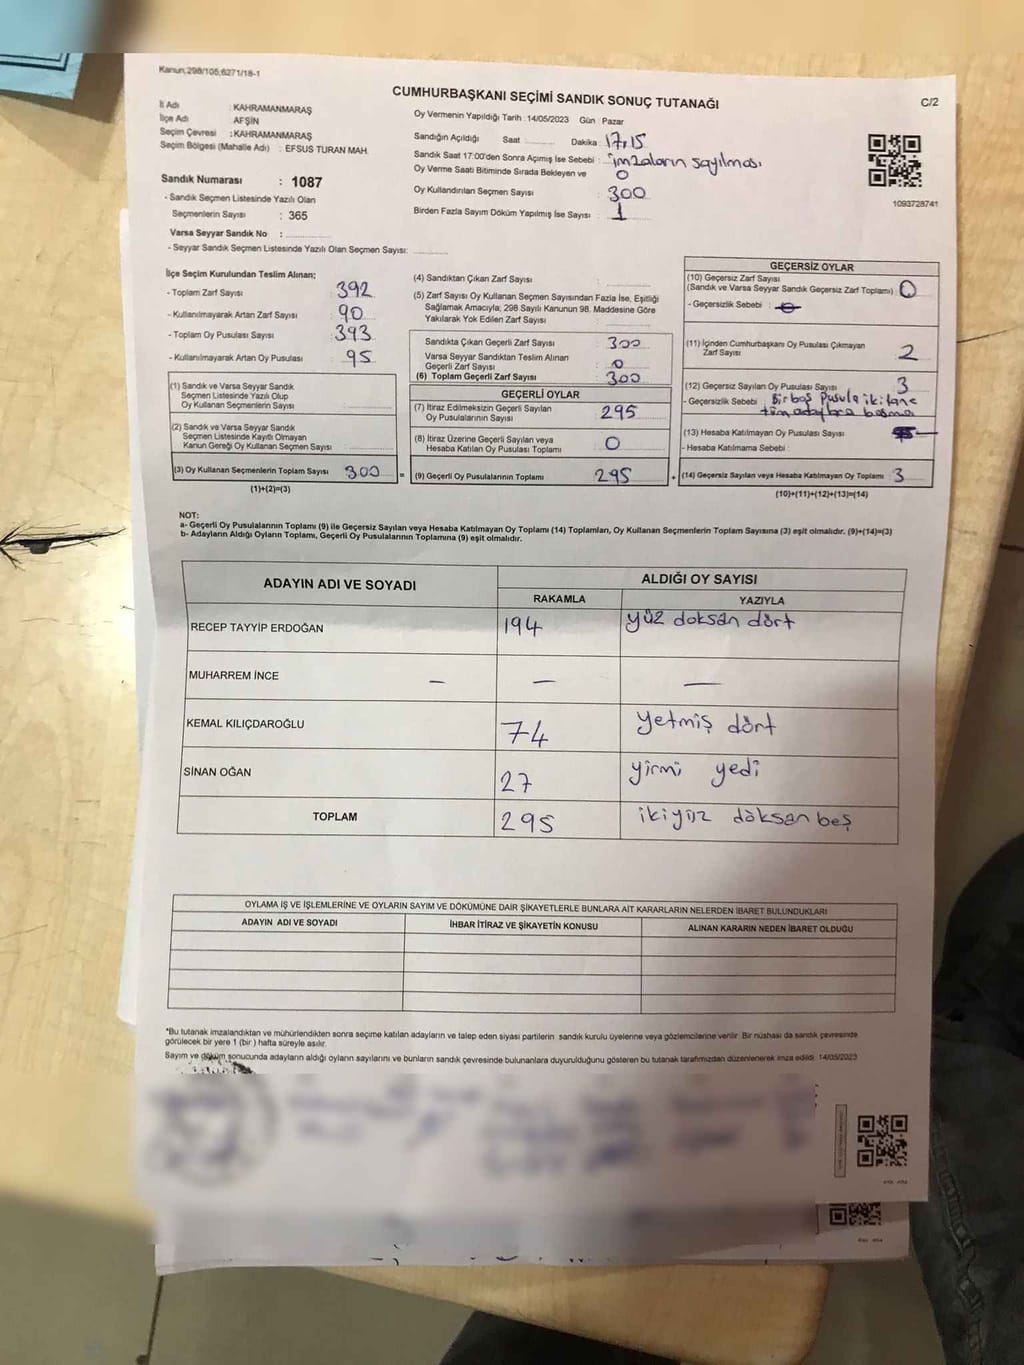 Kanun;298/105,6271/18-1
CUMHURBAŞKANI SEÇİMİ SANDIK SONUÇ TUTANAĞI
C/2
İl Adı : KAHRAMANMARAŞ
İlçe Adı AFŞİN
Seçim Çevresi : KAHRAMANMARAŞ
Seçim Bölgesi (Mahalle Adı) : EFSUS TURAN MAH.
Sandık Numarası : 1087
- Sandık Seçmen Listesinde Yazılı Olan
Seçmenlerin Sayısı : 365
Varsa Seyyar Sandık No :
- Seyyar Sandık Seçmen Listesinde Yazılı Olan Seçmen Sayısı:
Oy Vermenin Yapıldığı Tarih : 14/05/2023 Gün : Pazar
Sandığın Açıldığı Saat : Dakika : 17,15
Sandık Saat 17:00'den Sonra Açımış İse Sebebi : imzaların sayılması
Oy Verme Saati Bitiminde Sırada Bekleyen ve 0
Oy Kullandırılan Seçmen Sayısı 300
Birden Fazla Sayım Döküm Yapılmış İse Sayısı : 1
1093728741
İlçe Seçim Kurulundan Teslim Alınan;
- Toplam Zarf Sayısı 392
- Kullanılmayarak Artan Zarf Sayısı 90
- Toplam Oy Pusulası Sayısı 393
- Kullanılmayarak Artan Oy Pusulası 95
(1) Sandık ve Varsa Seyyar Sandık
Seçmen Listesinde Yazılı Olup
Oy Kullanan Seçmenlerin Sayısı :
(2) Sandık ve Varsa Seyyar Sandık
Seçmen Listesinde Kayıtlı Olmayan
Kanun Gereği Oy Kullanan Seçmen Sayısı :
(3) Oy Kullanan Seçmenlerin Toplam Sayısı 300 =
(1)+(2)=(3)
(4) Sandıktan Çıkan Zarf Sayısı :
(5) Zarf Sayısı Oy Kullanan Seçmen Sayısından Fazla İse, Eşitliği
Sağlamak Amacıyla; 298 Sayılı Kanunun 98. Maddesine Göre
Yakılarak Yok Edilen Zarf Sayısı
Sandıkta Çıkan Geçerli Zarf Sayısı : 300
Varsa Seyyar Sandıktan Teslim Alınan
Geçerli Zarf Sayısı : 0
(6) Toplam Geçerli Zarf Sayısı : 300
GEÇERLİ OYLAR
(7) İtiraz Edilmeksizin Geçerli Sayılan
Oy Pusulalarının Sayısı : 295
(8) İtiraz Üzerine Geçerli Sayılan veya
Hesaba Katılan Oy Pusulası Toplamı : 0
(9) Geçerli Oy Pusulalarının Toplamı : 295 +
GEÇERSİZ OYLAR
(10) Geçersiz Zarf Sayısı
(Sandık ve Varsa Seyyar Sandık Geçersiz Zarf Toplamı) : 0
- Geçersizlik Sebebi :
(11) İçinden Cumhurbaşkanı Oy Pusulası Çıkmayan
Zarf Sayısı 2
(12) Geçersiz Sayılan Oy Pusulası Sayısı 3
- Geçersizlik Sebebi : Bir boş pusula iki tane
tüm adaylara basma
(13) Hesaba Katılmayan Oy Pusulası Sayısı
- Hesaba Katılmama Sebebi :
(14) Geçersiz Sayılan veya Hesaba Katılmayan Oy Toplamı : 3
(10)+(11)+(12)+(13)=(14)
NOT:
a- Geçerli Oy Pusulalarının Toplamı (9) ile Geçersiz Sayılan veya Hesaba Katılmayan Oy Toplamı (14) Toplamları, Oy Kullanan Seçmenlerin Toplam Sayısına (3) eşit olmalıdır. (9)+(14)=(3)
b- Adayların Aldığı Oyların Toplamı, Geçerli Oy Pusulalarının Toplamına (9) eşit olmalıdır.
ADAYIN ADI VE SOYADI
ALDIĞI OY SAYISI
RAKAMLA YAZIYLA
RECEP TAYYİP ERDOĞAN 194 yüz doksan dört
MUHARREM İNCE — — —
KEMAL KILIÇDAROĞLU 74 yetmiş dört
SİNAN OĞAN 27 yirmi yedi
TOPLAM 295 ikiyüz döksan beş
OYLAMA İŞ VE İŞLEMLERİNE VE OYLARIN SAYIM VE DÖKÜMÜNE DAİR ŞİKAYETLERLE BUNLARA AİT KARARLARIN NELERDEN İBARET BULUNDUKLARI
ADAYIN ADI VE SOYADI İHBAR İTİRAZ VE ŞİKAYETİN KONUSU ALINAN KARARIN NEDEN İBARET OLDUĞU
*Bu tutanak imzalandıktan ve mühürlendikten sonra seçime katılan adayların ve talep eden siyasi partilerin sandık kurulu üyelerine veya gözlemcilerine verilir. Bir nüshası da sandık çevresinde
görülecek bir yere 1 (bir) hafta süreyle asılır.
Sayım ve döküm sonucunda adayların aldığı oyların sayılarını ve bunların sandık çevresinde bulunanlara duyurulduğunu gösteren bu tutanak tarafımızdan düzenlenerek imza edildi. 14/05/2023